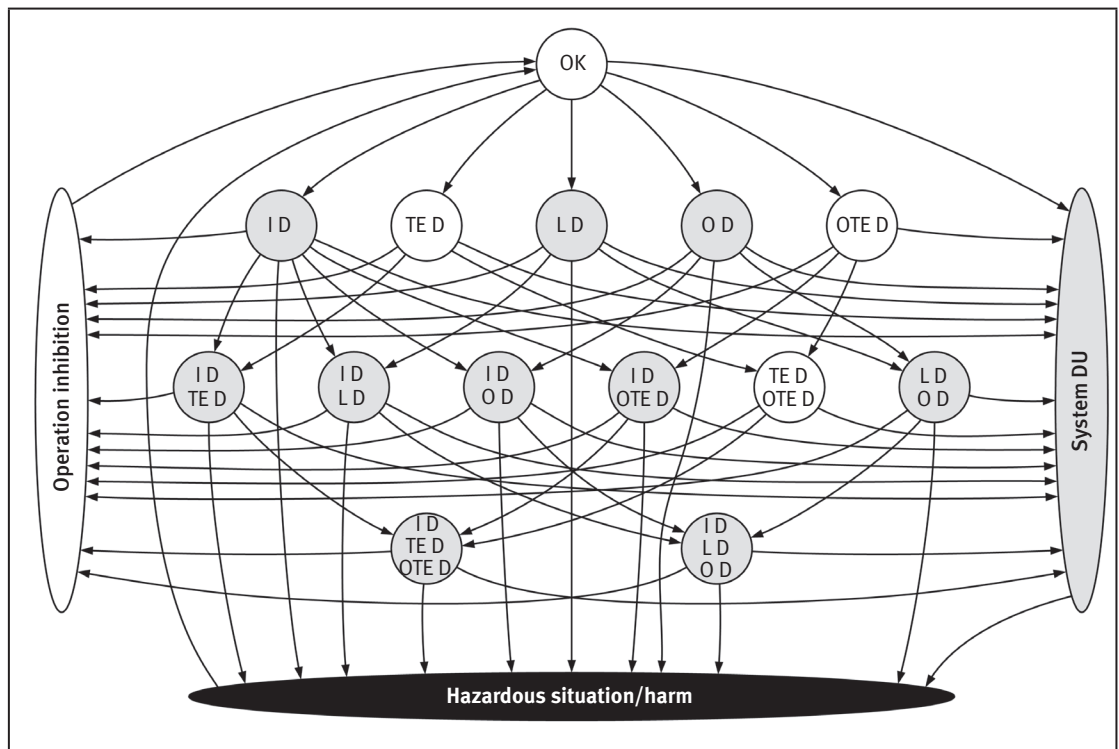 OK
I D
TE D
L D
O D
OTE D
Operation inhibition
System DU
I D
TE D
I D
L D
I D
O D
I D
OTE D
TE D
OTE D
L D
O D
I D
TE D
OTE D
I D
L D
O D
Hazardous situation/harm